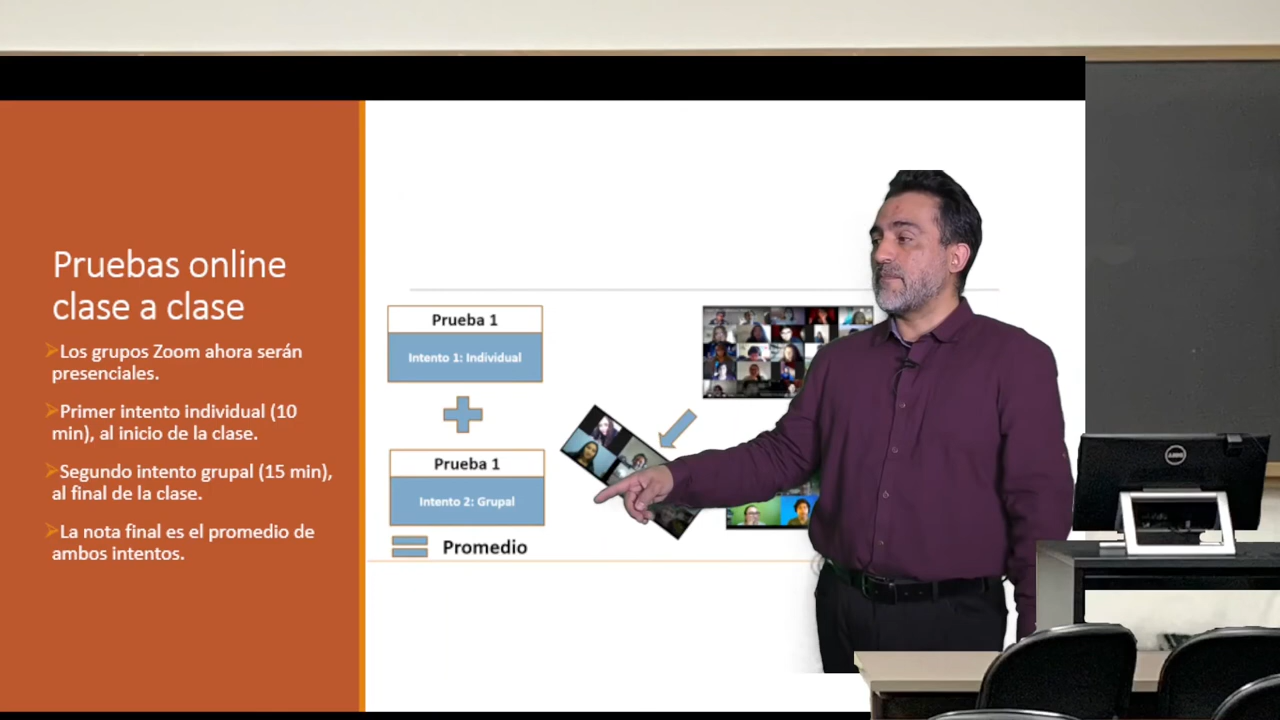 Pruebas online
clase a clase
Los grupos Zoom ahora serán
presenciales.
Primer intento individual (10
min), al inicio de la clase.
Segundo intento grupal (15 min),
al final de la clase.
La nota final es el promedio de
ambos intentos.
Prueba 1
Intento 1: Individual
Prueba 1
Intento 2: Grupal
Promedio
DELL